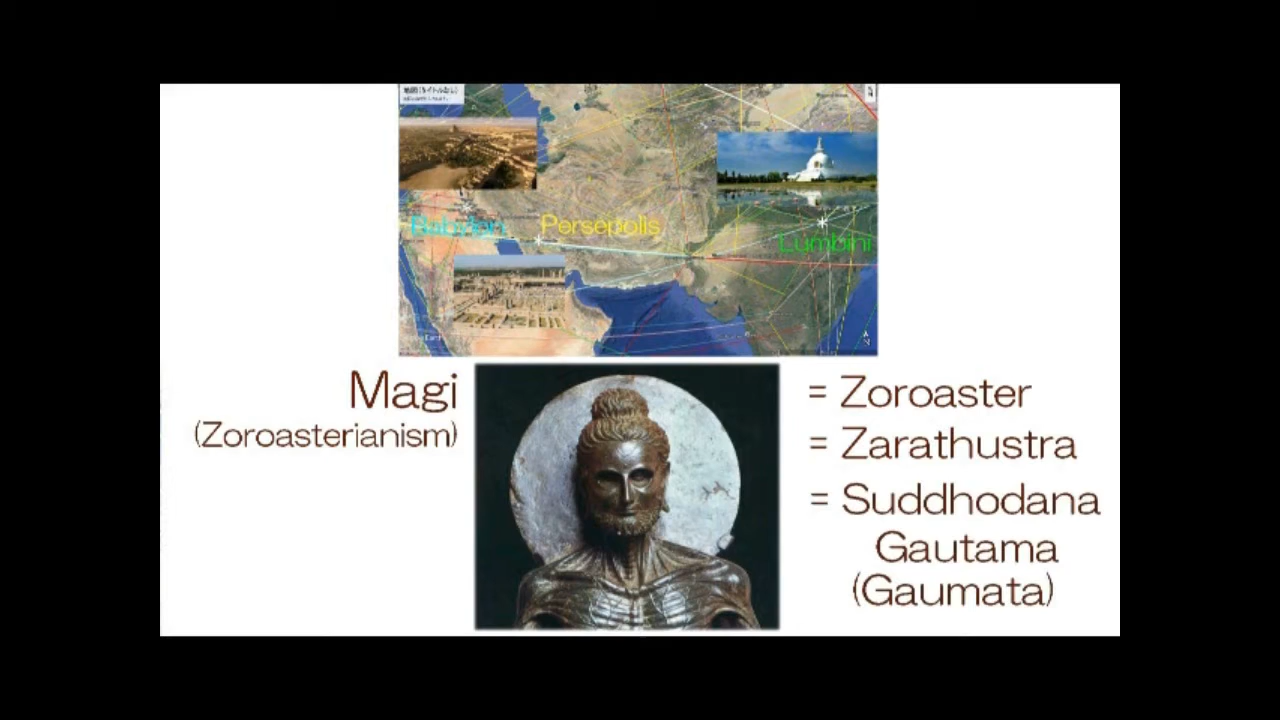 Babylon
Persepolis
Lumbini
Magi
(Zoroasterianism)
= Zoroaster
= Zarathustra
= Suddhodana
Gautama
(Gaumata)